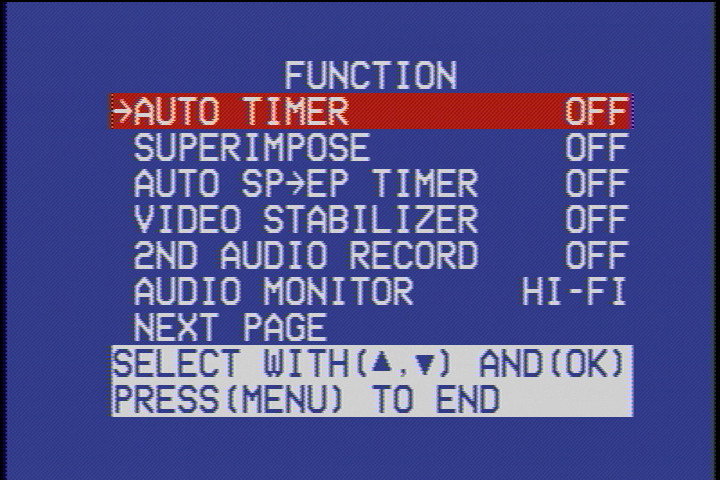 FUNCTION
→AUTO TIMER OFF
SUPERIMPOSE OFF
AUTO SP→EP TIMER OFF
VIDEO STABILIZER OFF
2ND AUDIO RECORD OFF
AUDIO MONITOR HI-FI
NEXT PAGE
SELECT WITH(▲,▼) AND(OK)
PRESS(MENU) TO END